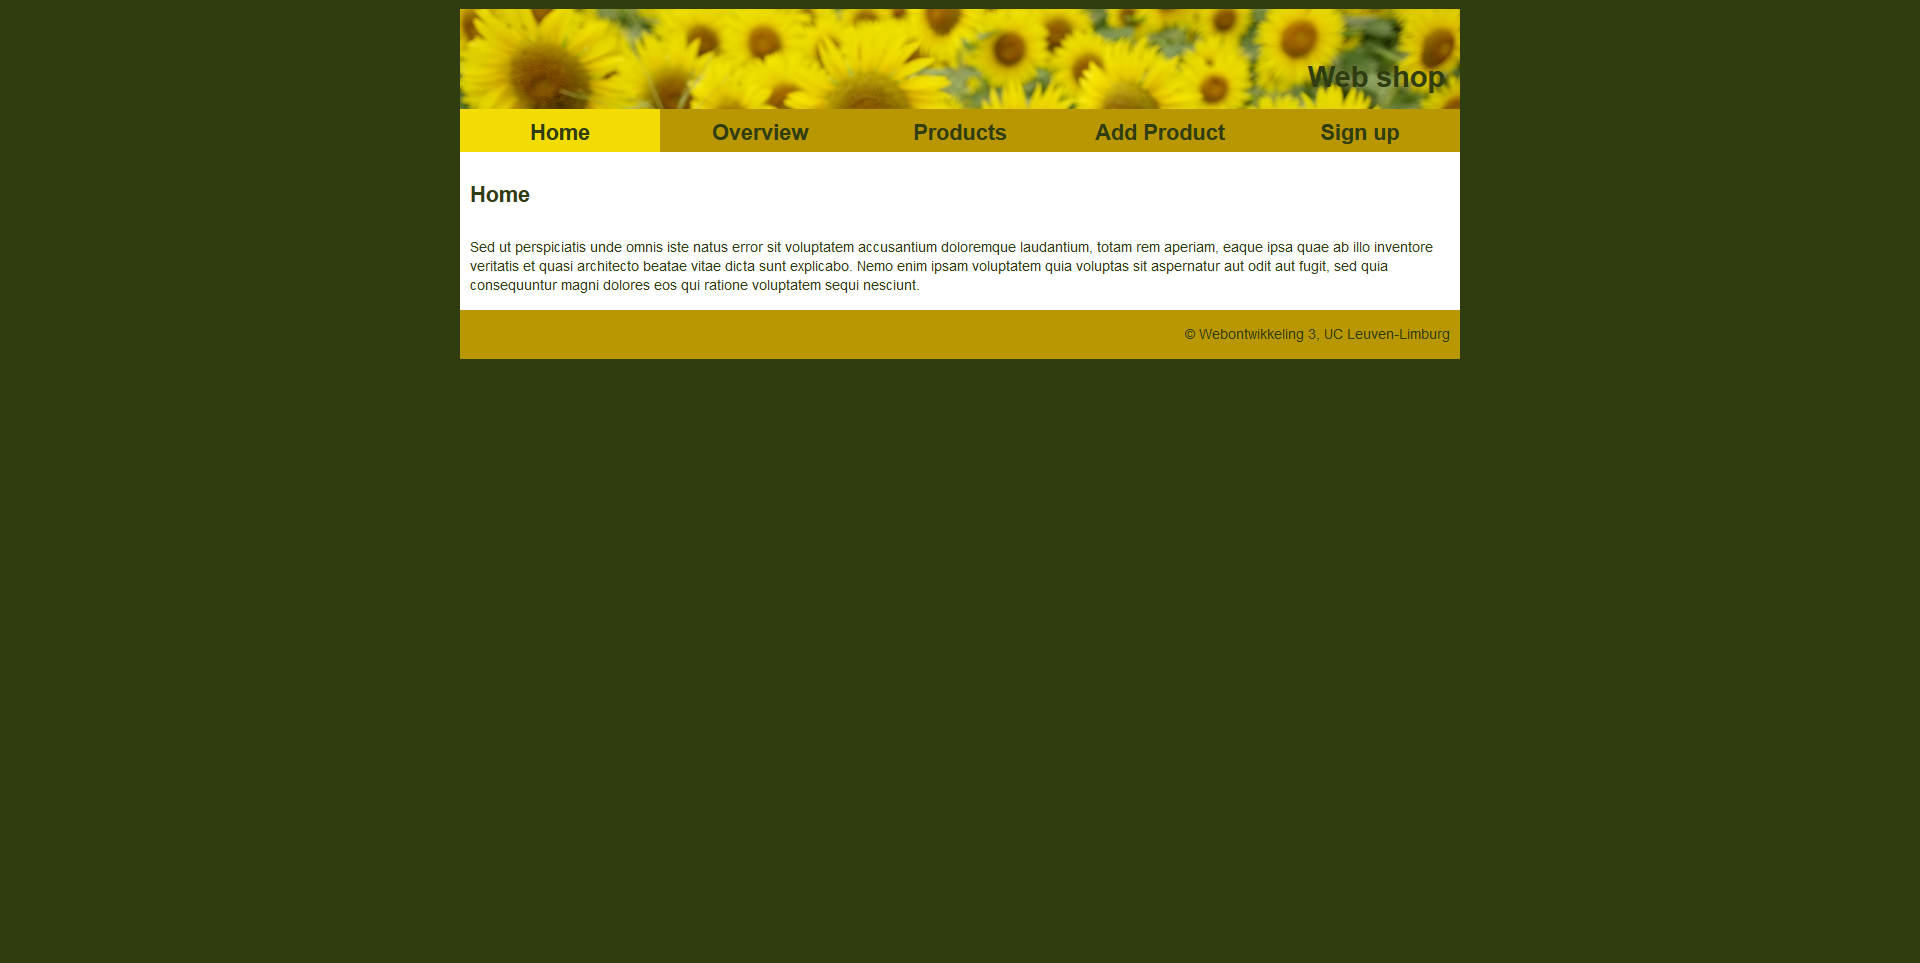 Web shop
Home Overview Products Add Product Sign up
Home
Sed ut perspiciatis unde omnis iste natus error sit voluptatem accusantium doloremque laudantium, totam rem aperiam, eaque ipsa quae ab illo inventore
veritatis et quasi architecto beatae vitae dicta sunt explicabo. Nemo enim ipsam voluptatem quia voluptas sit aspernatur aut odit aut fugit, sed quia
consequuntur magni dolores eos qui ratione voluptatem sequi nesciunt.
© Webontwikkeling 3, UC Leuven-Limburg